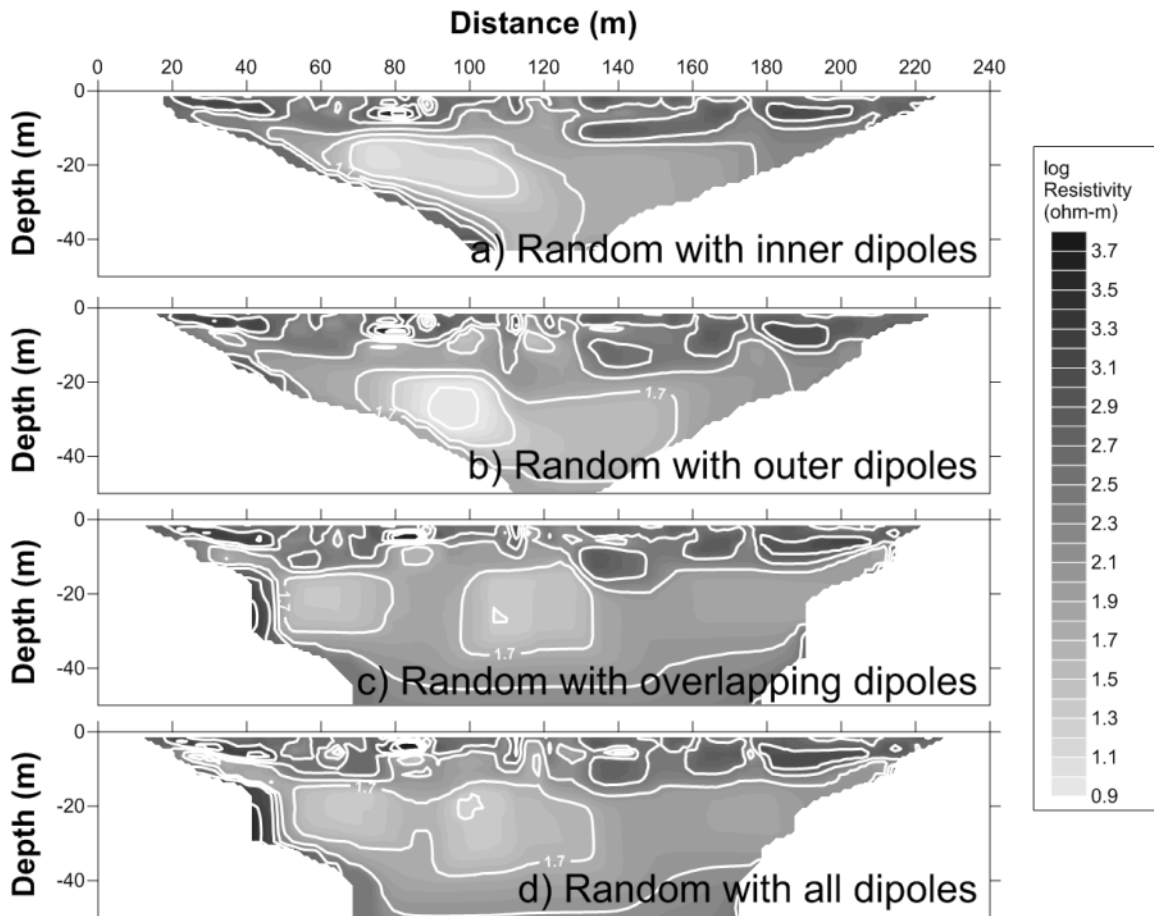 Distance (m)
0 20 40 60 80 100 120 140 160 180 200 220 240
Depth (m)
0
-20
-40
1.7
a) Random with inner dipoles
Depth (m)
0
-20
-40
1.7
1.7
b) Random with outer dipoles
Depth (m)
0
-20
-40
1.7
1.7
c) Random with overlapping dipoles
Depth (m)
0
-20
-40
1.7
1.7
d) Random with all dipoles
log
Resistivity
(ohm-m)
3.7
3.5
3.3
3.1
2.9
2.7
2.5
2.3
2.1
1.9
1.7
1.5
1.3
1.1
0.9